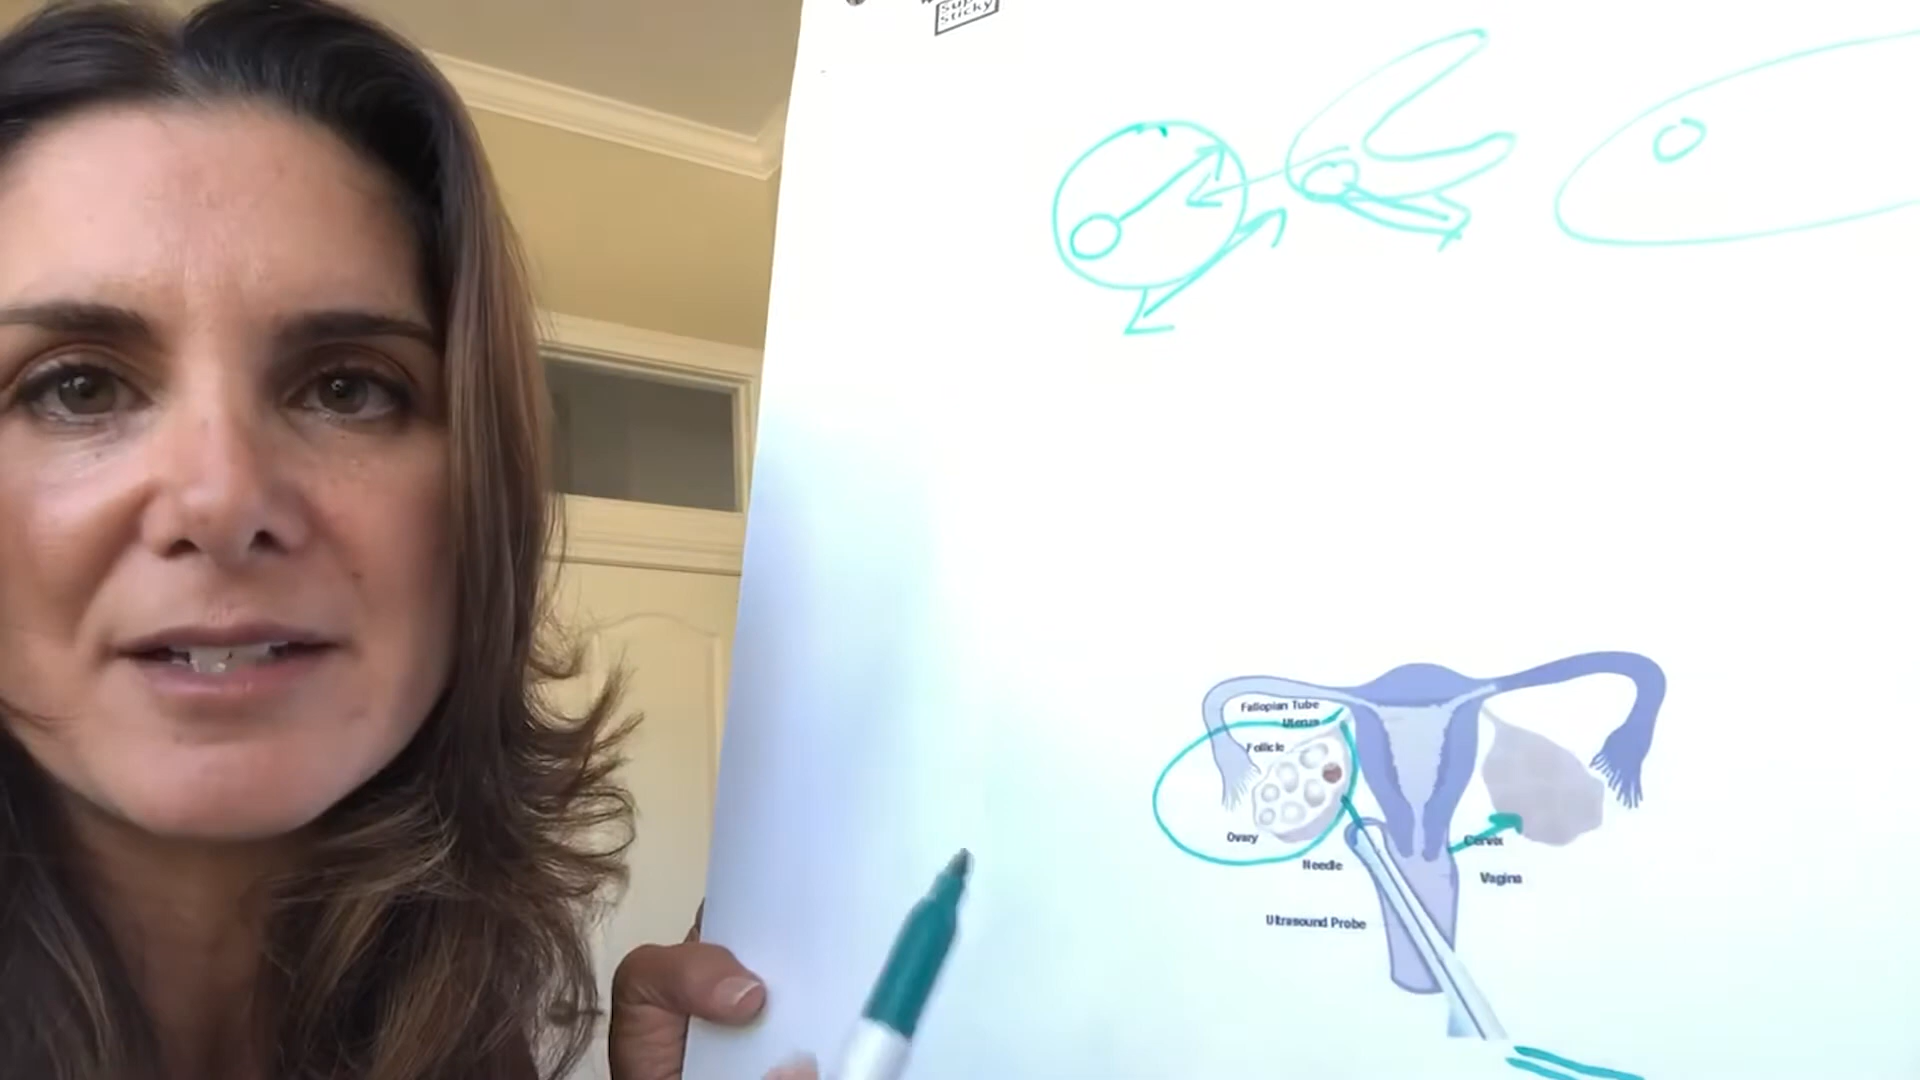 Sticky
Fallopian Tube
Uterus
Follicle
Ovary
Cervix
Needle
Vagina
Ultrasound Probe